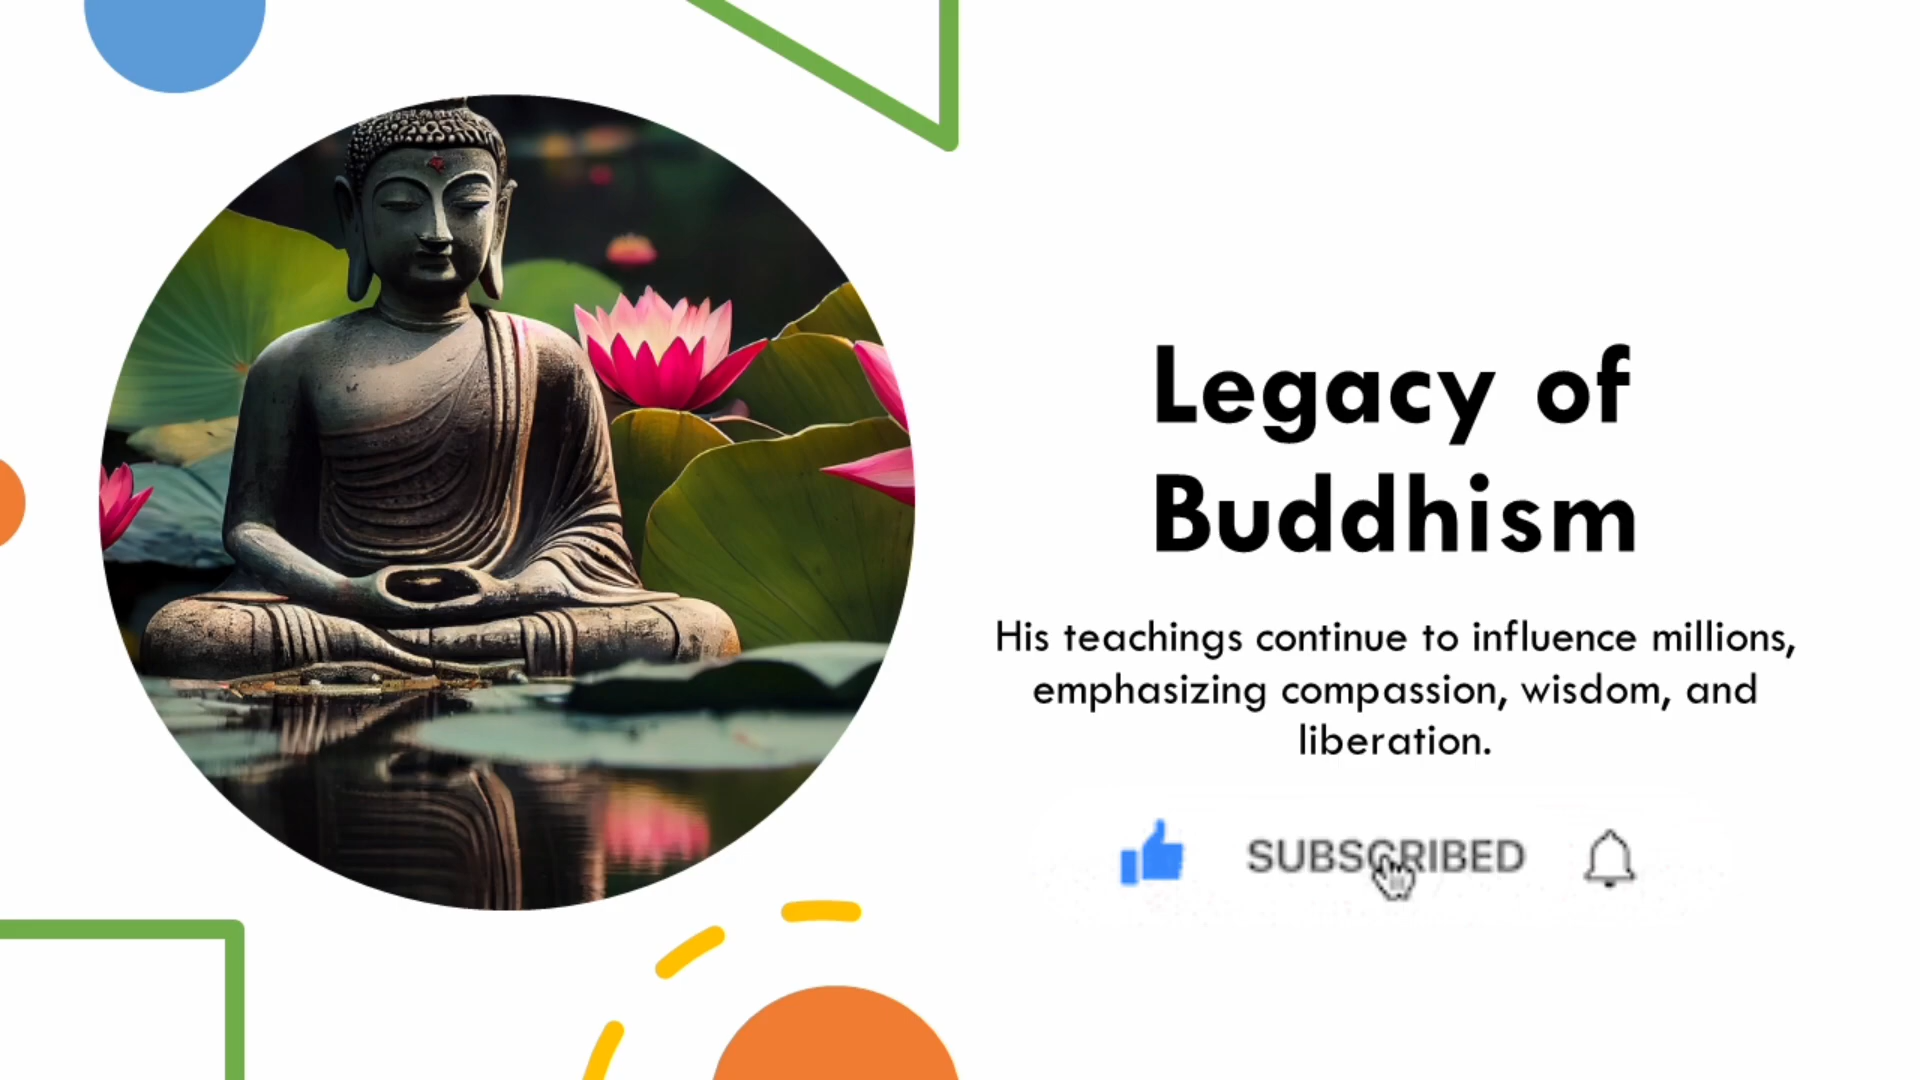 Legacy of
Buddhism
His teachings continue to influence millions,
emphasizing compassion, wisdom, and
liberation.
SUBSCRIBED